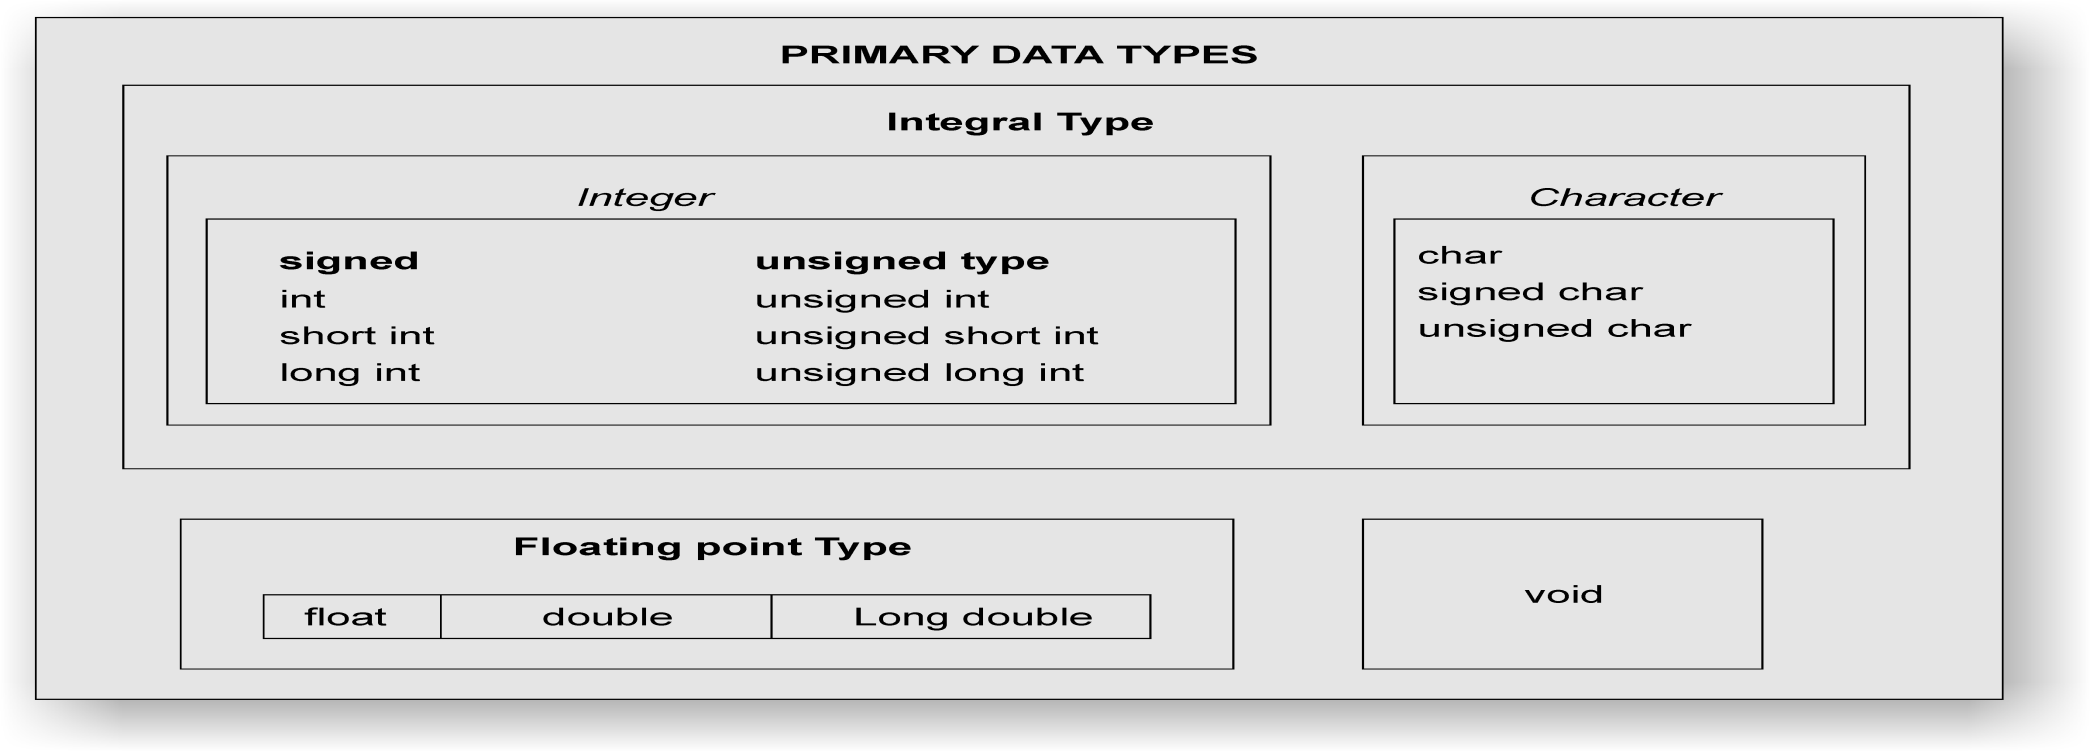 PRIMARY DATA TYPES
Integral Type
Integer
signed unsigned type
int unsigned int
short int unsigned short int
long int unsigned long int
Character
char
signed char
unsigned char
Floating point Type
float double Long double
void